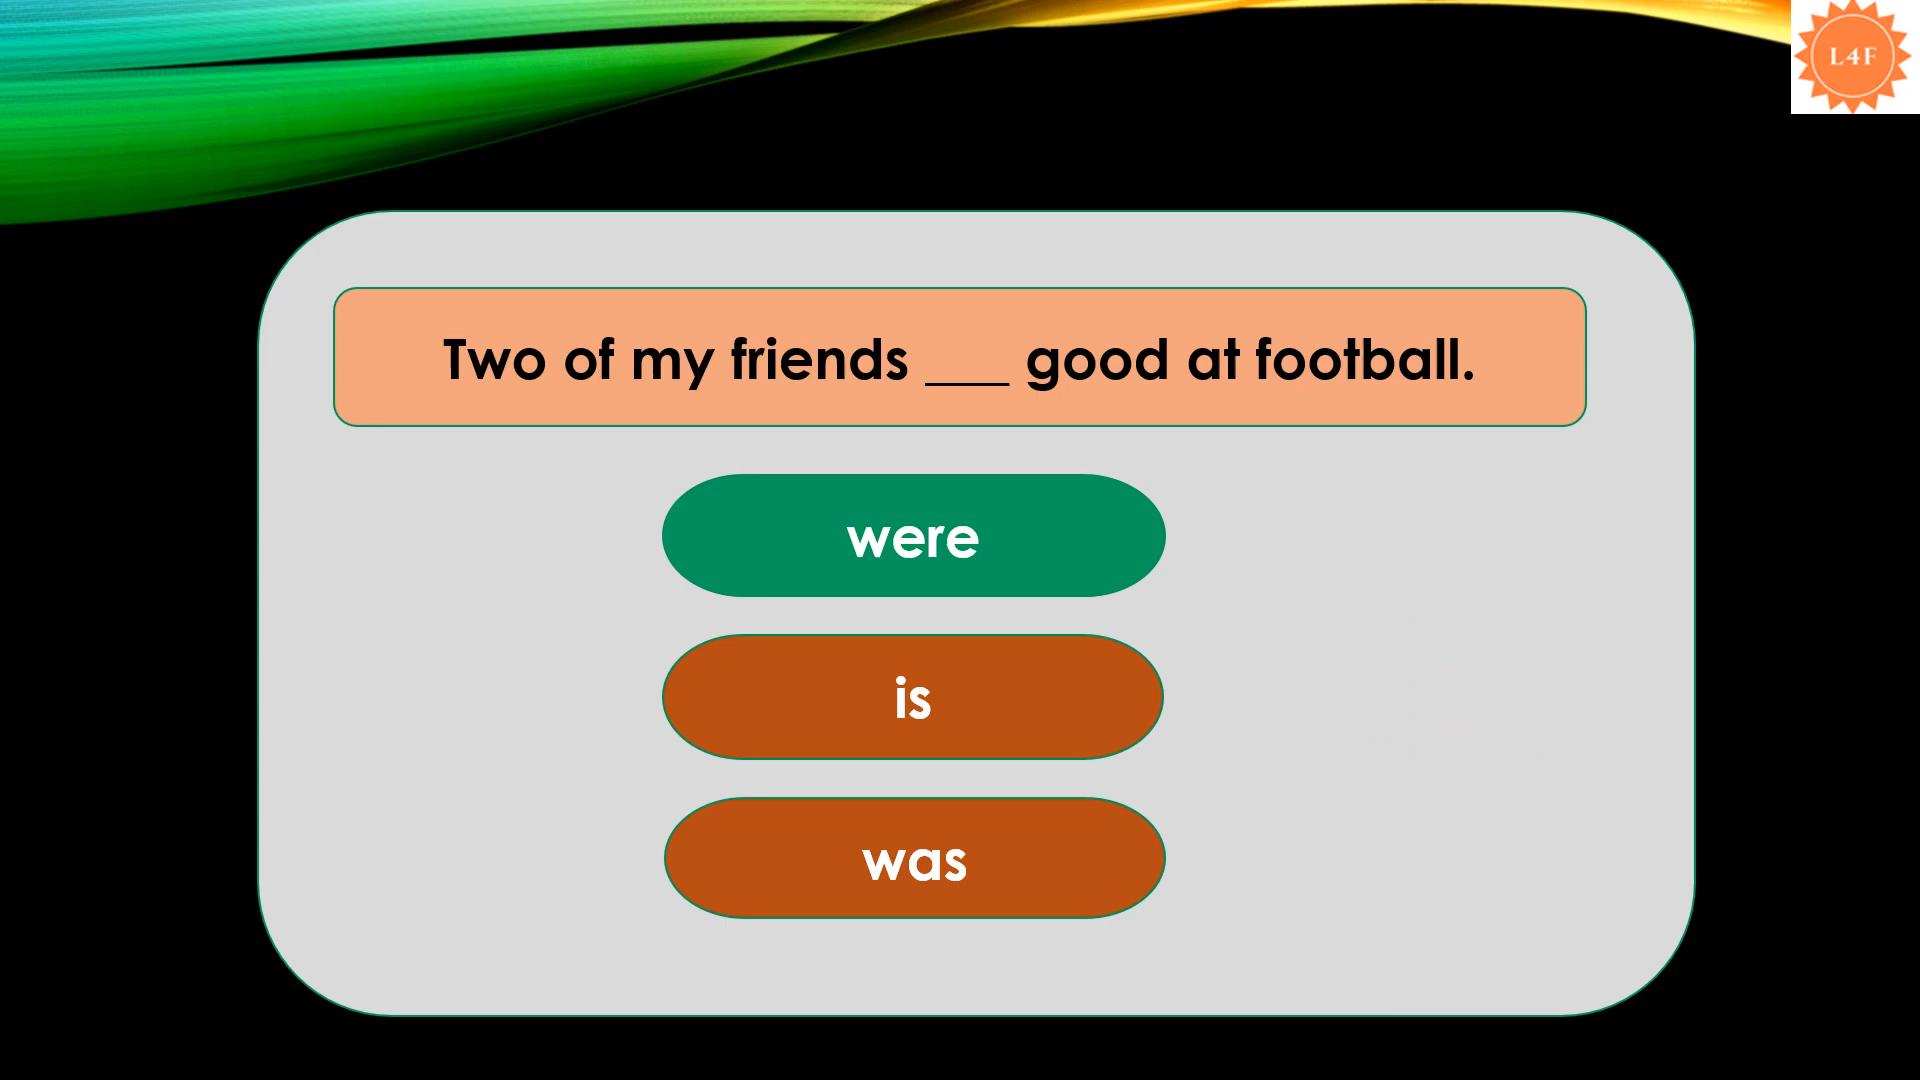 L4F
Two of my friends ___ good at football.
were
is
was